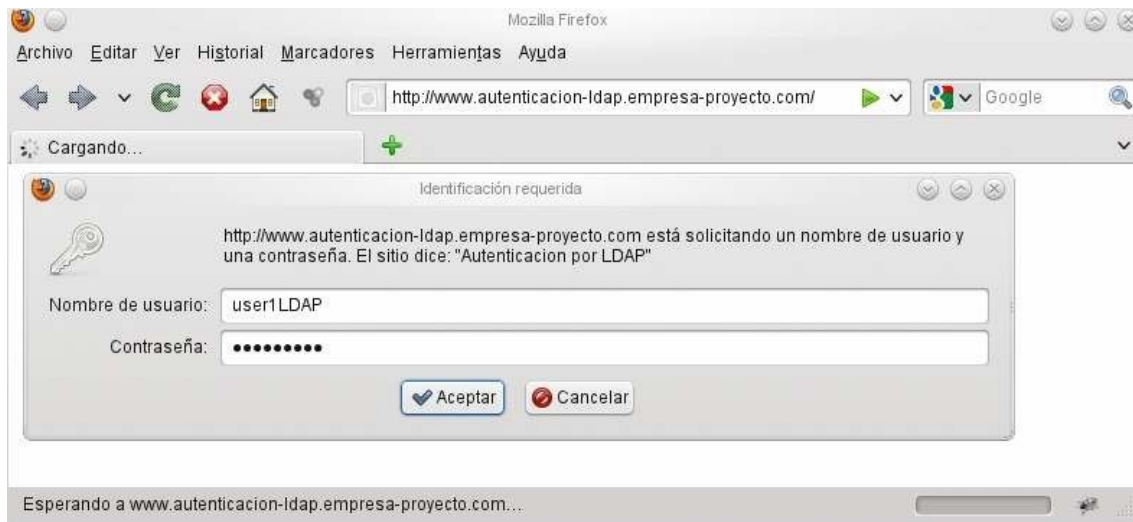 Mozilla Firefox
Archivo Editar Ver Historial Marcadores Herramientas Ayuda
http://www.autenticacion-ldap.empresa-proyecto.com/ Google
Cargando...
Identificación requerida
http://www.autenticacion-ldap.empresa-proyecto.com está solicitando un nombre de usuario y
una contraseña. El sitio dice: "Autenticacion por LDAP"
Nombre de usuario: user1LDAP
Contraseña: •••••••••
Aceptar Cancelar
Esperando a www.autenticacion-ldap.empresa-proyecto.com...